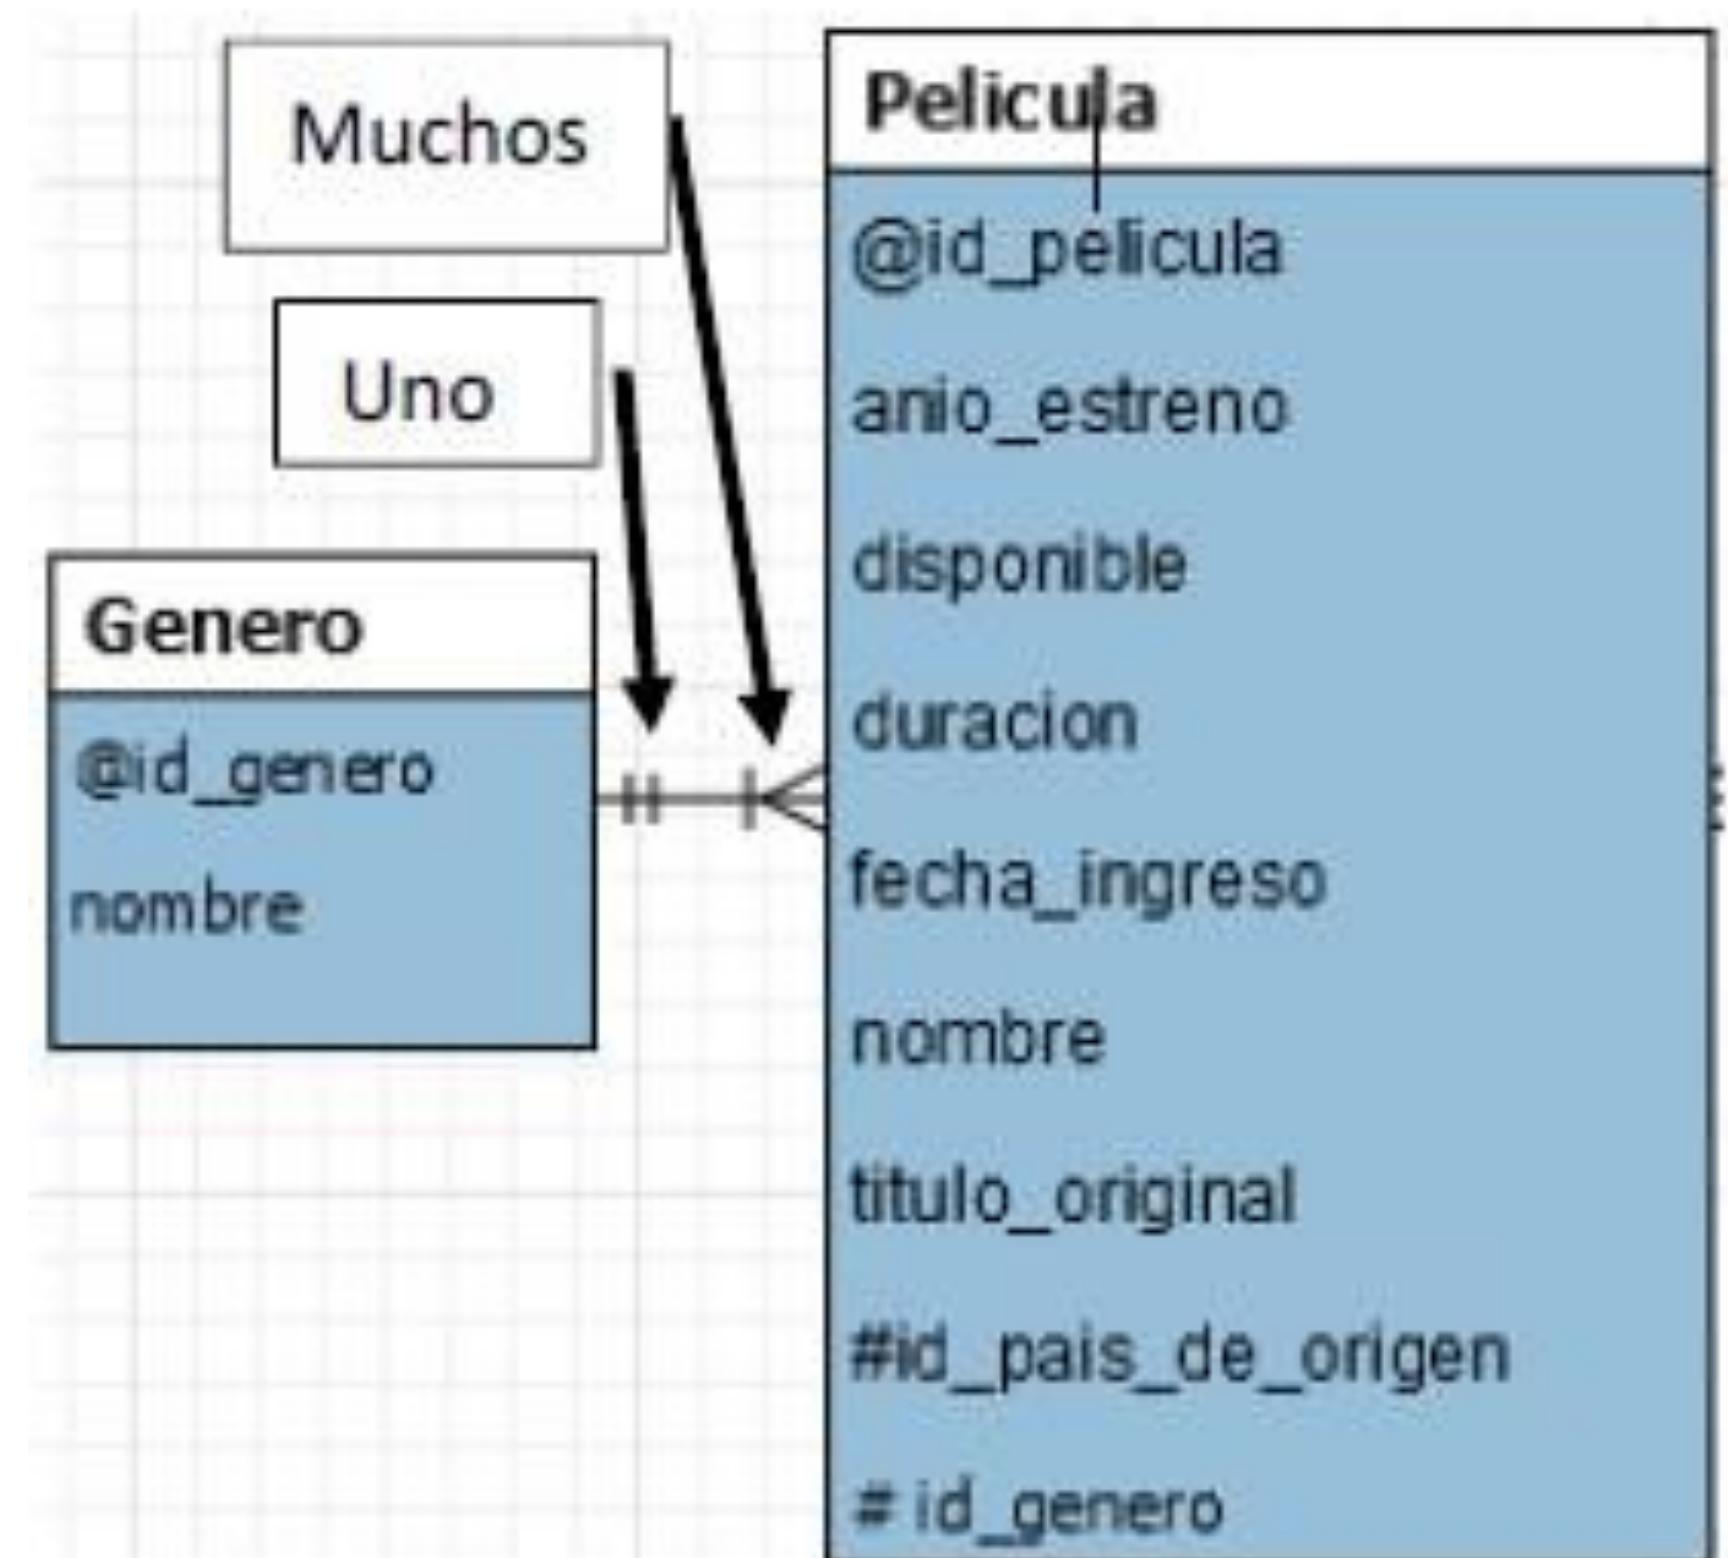 Muchos
Uno
Genero
@id_genero
nombre
Pelicula
@id_pelicula
anio_estreno
disponible
duracion
fecha_ingreso
nombre
titulo_original
#id_pais_de_origen
# id_genero